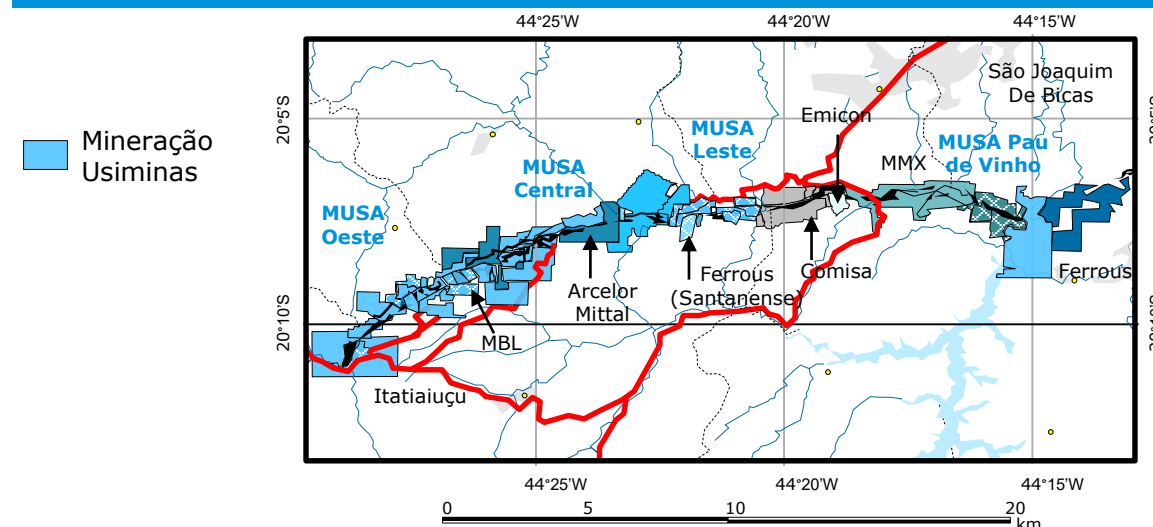 44°25'W
44°20'W
44°15'W
20°5'S
20°5'S
São Joaquim
De Bicas
Emicon
Mineração
Usiminas
MUSA
Leste
MUSA Pau
de Vinho
MMX
MUSA
Central
MUSA
Oeste
Ferrous
(Santanense)
Comisa
Ferrous
Arcelor
Mittal
20°10'S
MBL
Itatiaiuçu
44°25'W
44°20'W
44°15'W
0
5
10
20
km